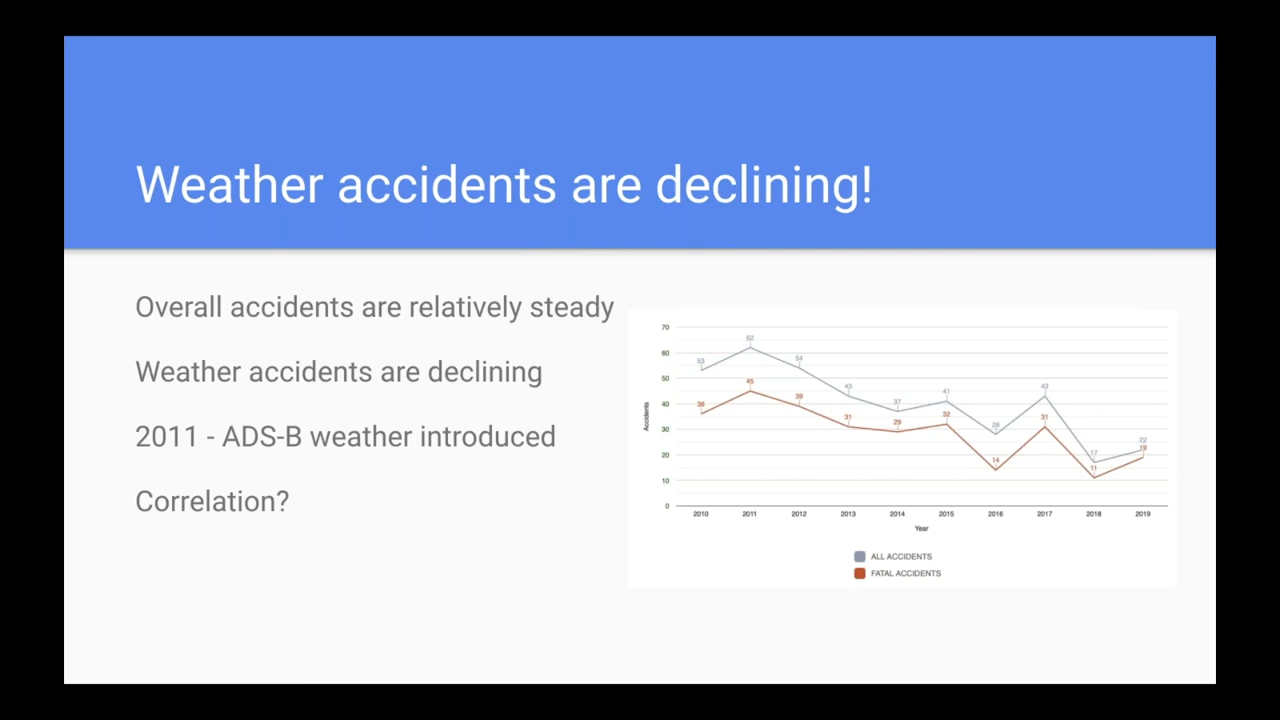 Weather accidents are declining!
Overall accidents are relatively steady
Weather accidents are declining
2011 - ADS-B weather introduced
Correlation?
Accidents
70
60
50
40
30
20
10
0
53
62
54
43
37
41
28
43
17
22
36
45
39
31
29
32
14
31
11
19
2010 2011 2012 2013 2014 2015 2016 2017 2018 2019
Year
ALL ACCIDENTS
FATAL ACCIDENTS